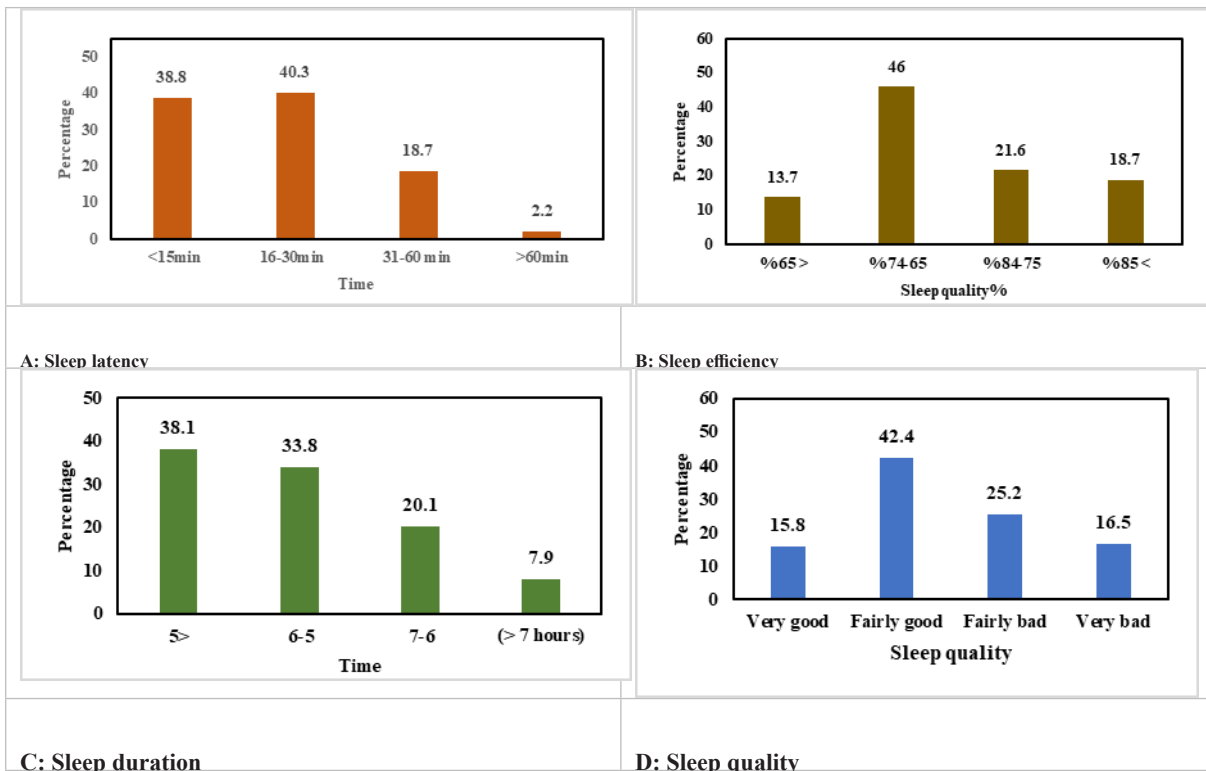 50
40
30
20
10
0
Percentage
38.8
40.3
18.7
2.2
<15min
16-30min
31-60 min
>60min
Time
A: Sleep latency
60
50
40
30
20
10
0
Percentage
13.7
46
21.6
18.7
%65 >
%74-65
%84-75
%85 <
Sleep quality%
B: Sleep efficiency
50
40
30
20
10
0
Percentage
38.1
33.8
20.1
7.9
5>
6-5
7-6
(> 7 hours)
Time
C: Sleep duration
60
50
40
30
20
10
0
Percentage
15.8
42.4
25.2
16.5
Very good
Fairly good
Fairly bad
Very bad
Sleep quality
D: Sleep quality